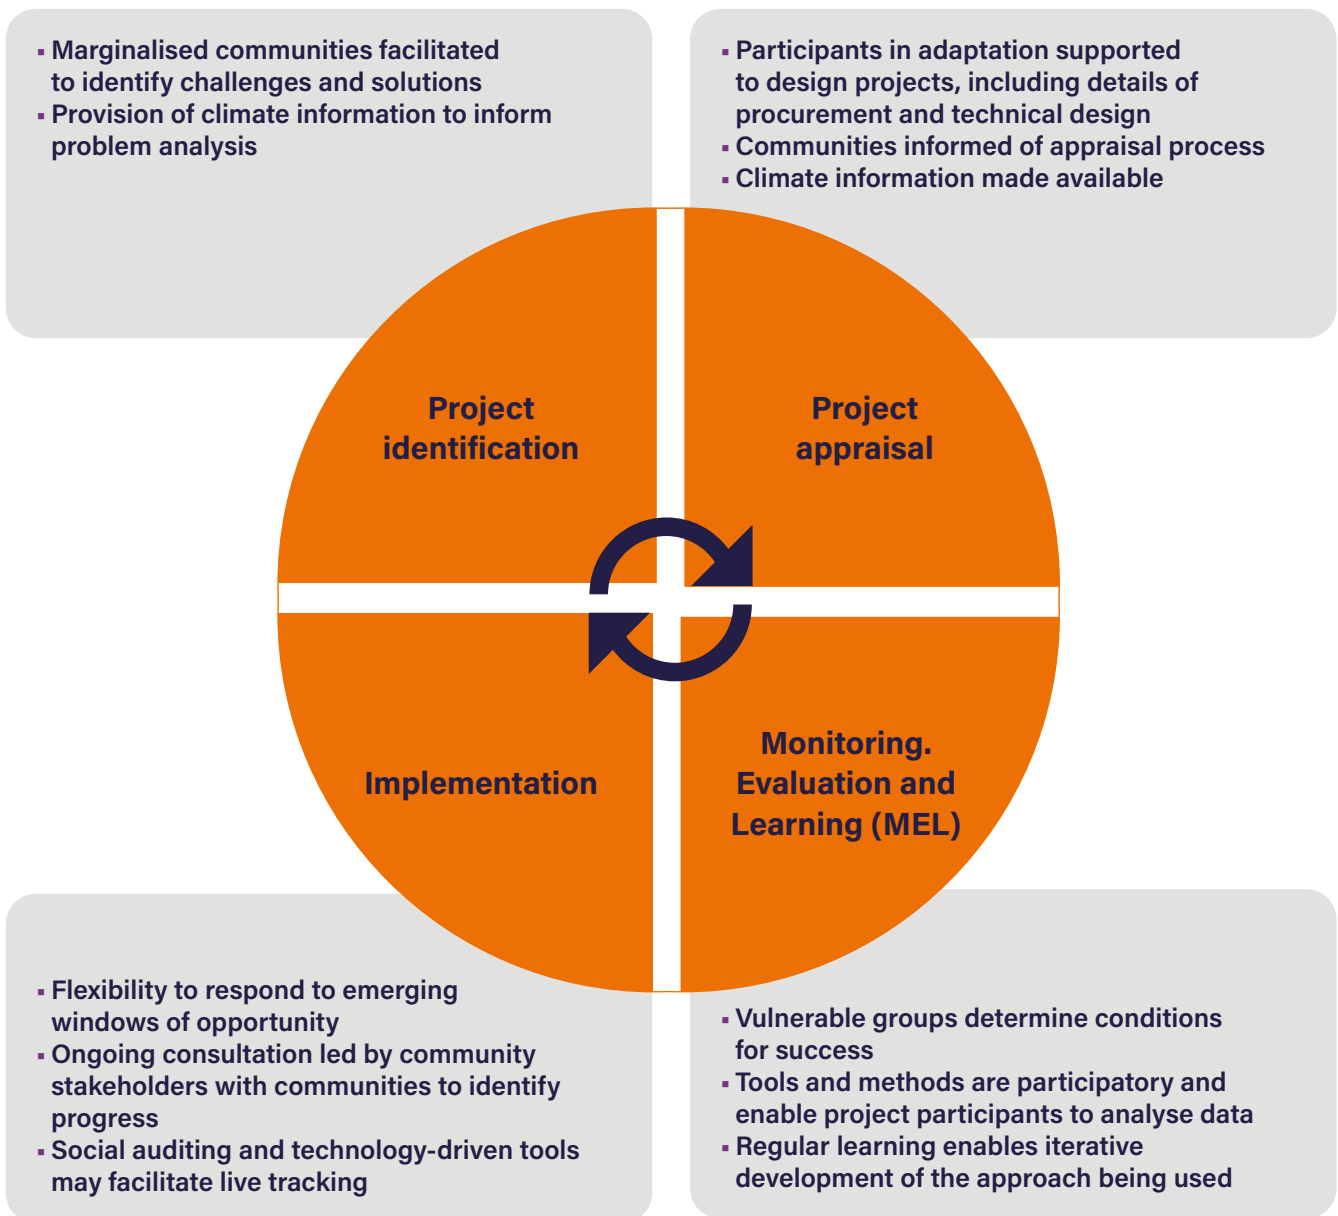 ▪ Marginalised communities facilitated
to identify challenges and solutions
▪ Provision of climate information to inform
problem analysis
▪ Participants in adaptation supported
to design projects, including details of
procurement and technical design
▪ Communities informed of appraisal process
▪ Climate information made available
Project
identification
Project
appraisal
Implementation
Monitoring.
Evaluation and
Learning (MEL)
▪ Flexibility to respond to emerging
windows of opportunity
▪ Ongoing consultation led by community
stakeholders with communities to identify
progress
▪ Social auditing and technology-driven tools
may facilitate live tracking
▪ Vulnerable groups determine conditions
for success
▪ Tools and methods are participatory and
enable project participants to analyse data
▪ Regular learning enables iterative
development of the approach being used